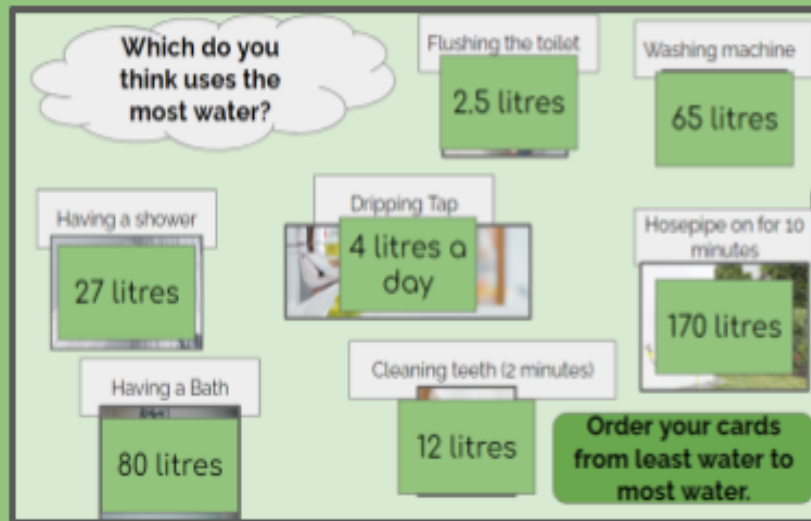 Which do you
think uses the
most water?
Flushing the toilet
2.5 litres
Washing machine
65 litres
Having a shower
27 litres
Dripping Tap
4 litres a
day
Hosepipe on for 10
minutes
170 litres
Having a Bath
80 litres
Cleaning teeth (2 minutes)
12 litres
Order your cards
from least water to
most water.